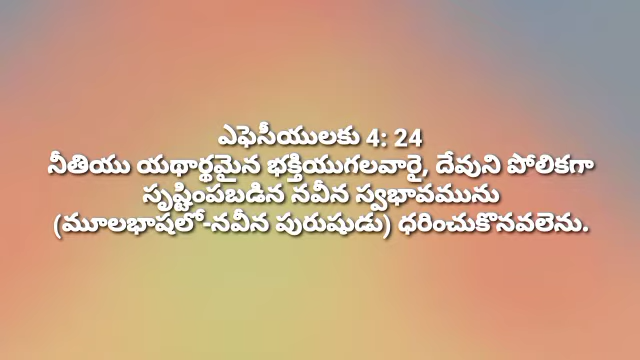 ఎఫెసీయులకు 4: 24
నీతియు యథార్థమైన భక్తియుగలవారై, దేవుని పోలికగా
సృష్టింపబడిన నవీన స్వభావమును
(మూలభాషలో-నవీన పురుషుడు) ధరించుకొనవలెను.